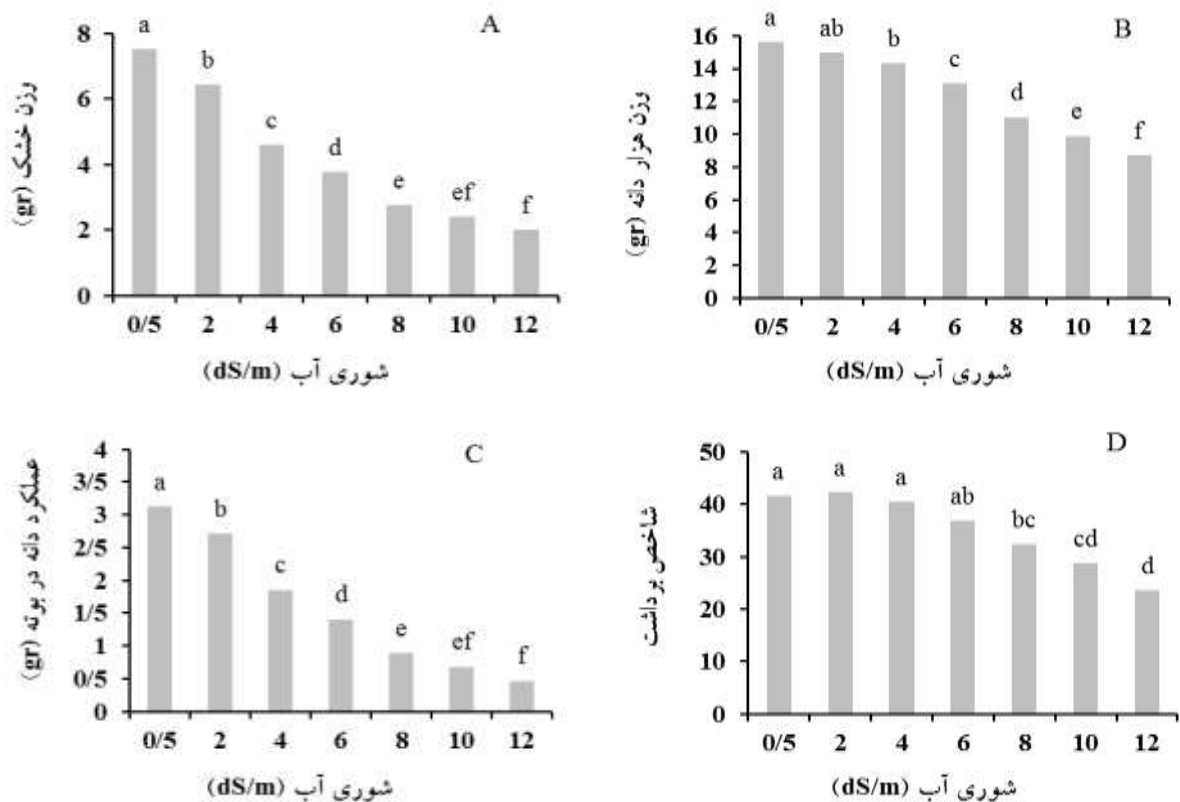 A
وزن خشک (gr)
8
6
4
2
0
a
b
c
d
e
ef
f
0/5 2 4 6 8 10 12
شوری آب (dS/m)
B
وزن هزار دانه (gr)
16
14
12
10
8
6
4
2
0
a
ab
b
c
d
e
f
0/5 2 4 6 8 10 12
شوری آب (dS/m)
C
عملکرد دانه در بوته (gr)
4
3/5
3
2/5
2
1/5
1
0/5
0
a
b
c
d
e
ef
f
0/5 2 4 6 8 10 12
شوری آب (dS/m)
D
شاخص برداشت
50
40
30
20
10
0
a
a
a
ab
bc
cd
d
0/5 2 4 6 8 10 12
شوری آب (dS/m)